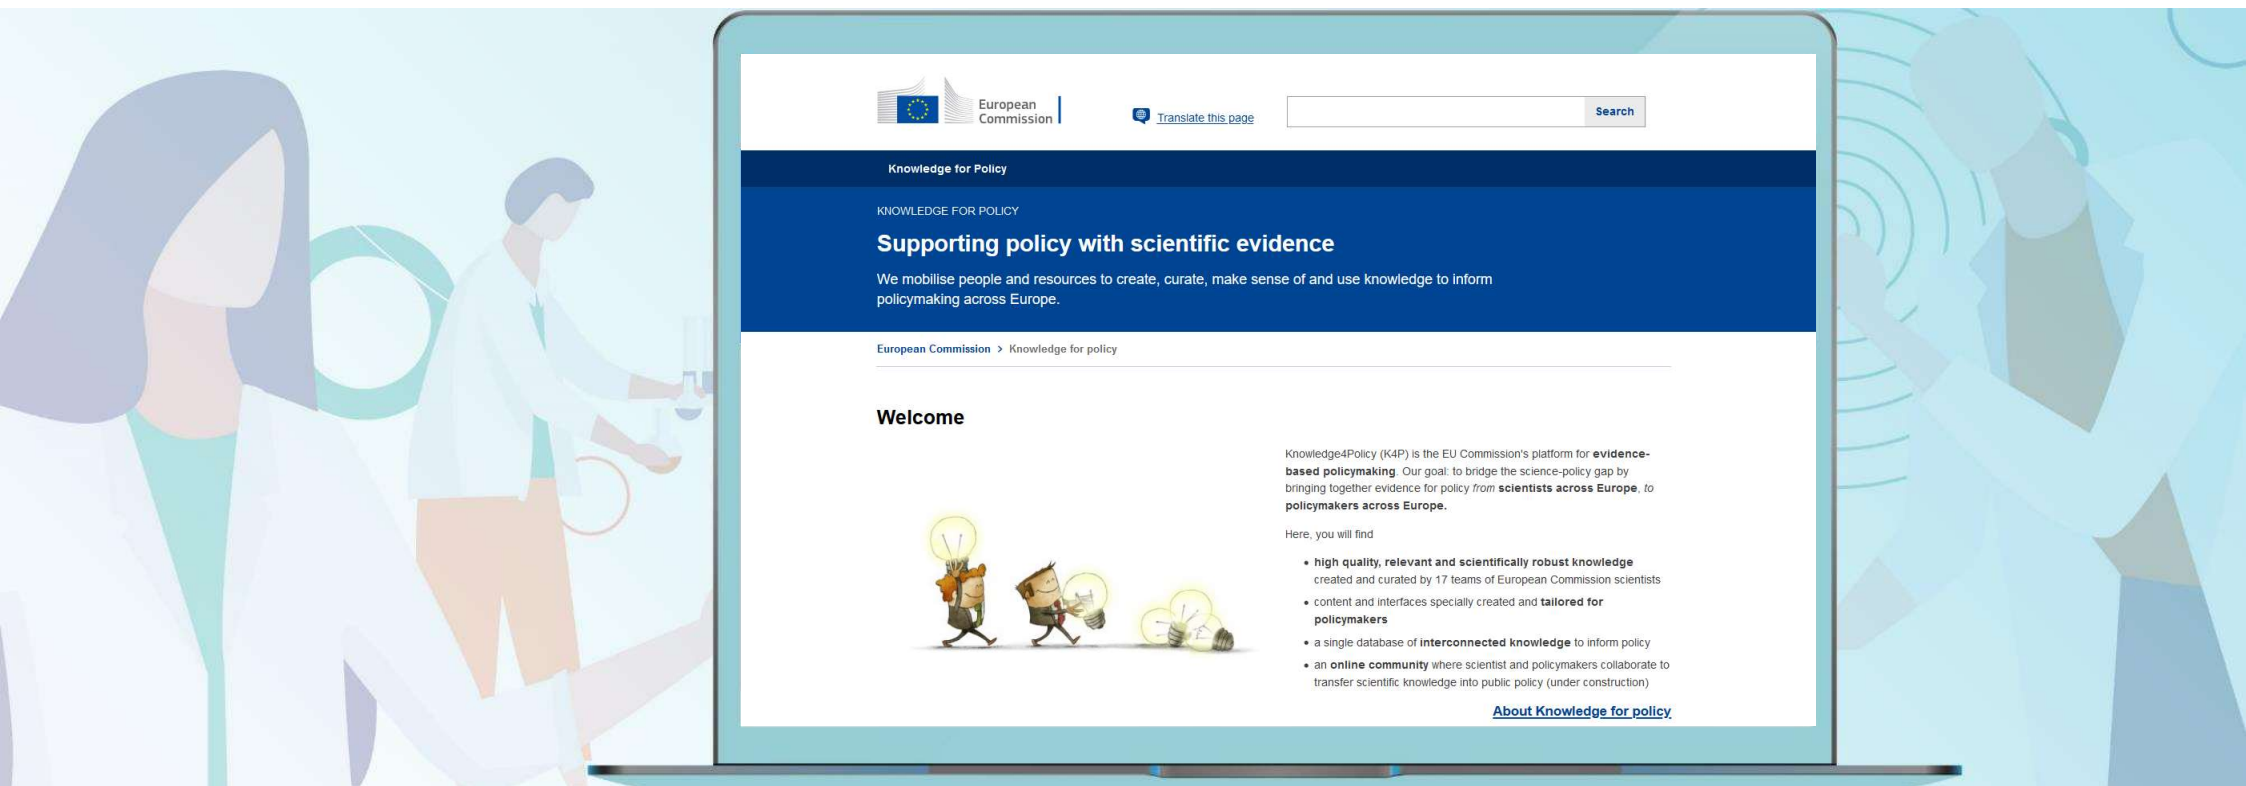 European
Commission
Translate this page
Search
Knowledge for Policy
KNOWLEDGE FOR POLICY
Supporting policy with scientific evidence
We mobilise people and resources to create, curate, make sense of and use knowledge to inform
policymaking across Europe.
European Commission > Knowledge for policy
Welcome
Knowledge4Policy (K4P) is the EU Commission's platform for evidence-
based policymaking. Our goal: to bridge the science-policy gap by
bringing together evidence for policy from scientists across Europe, to
policymakers across Europe.
Here, you will find
• high quality, relevant and scientifically robust knowledge
created and curated by 17 teams of European Commission scientists
• content and interfaces specially created and tailored for
policymakers
• a single database of interconnected knowledge to inform policy
• an online community where scientist and policymakers collaborate to
transfer scientific knowledge into public policy (under construction)
About Knowledge for policy